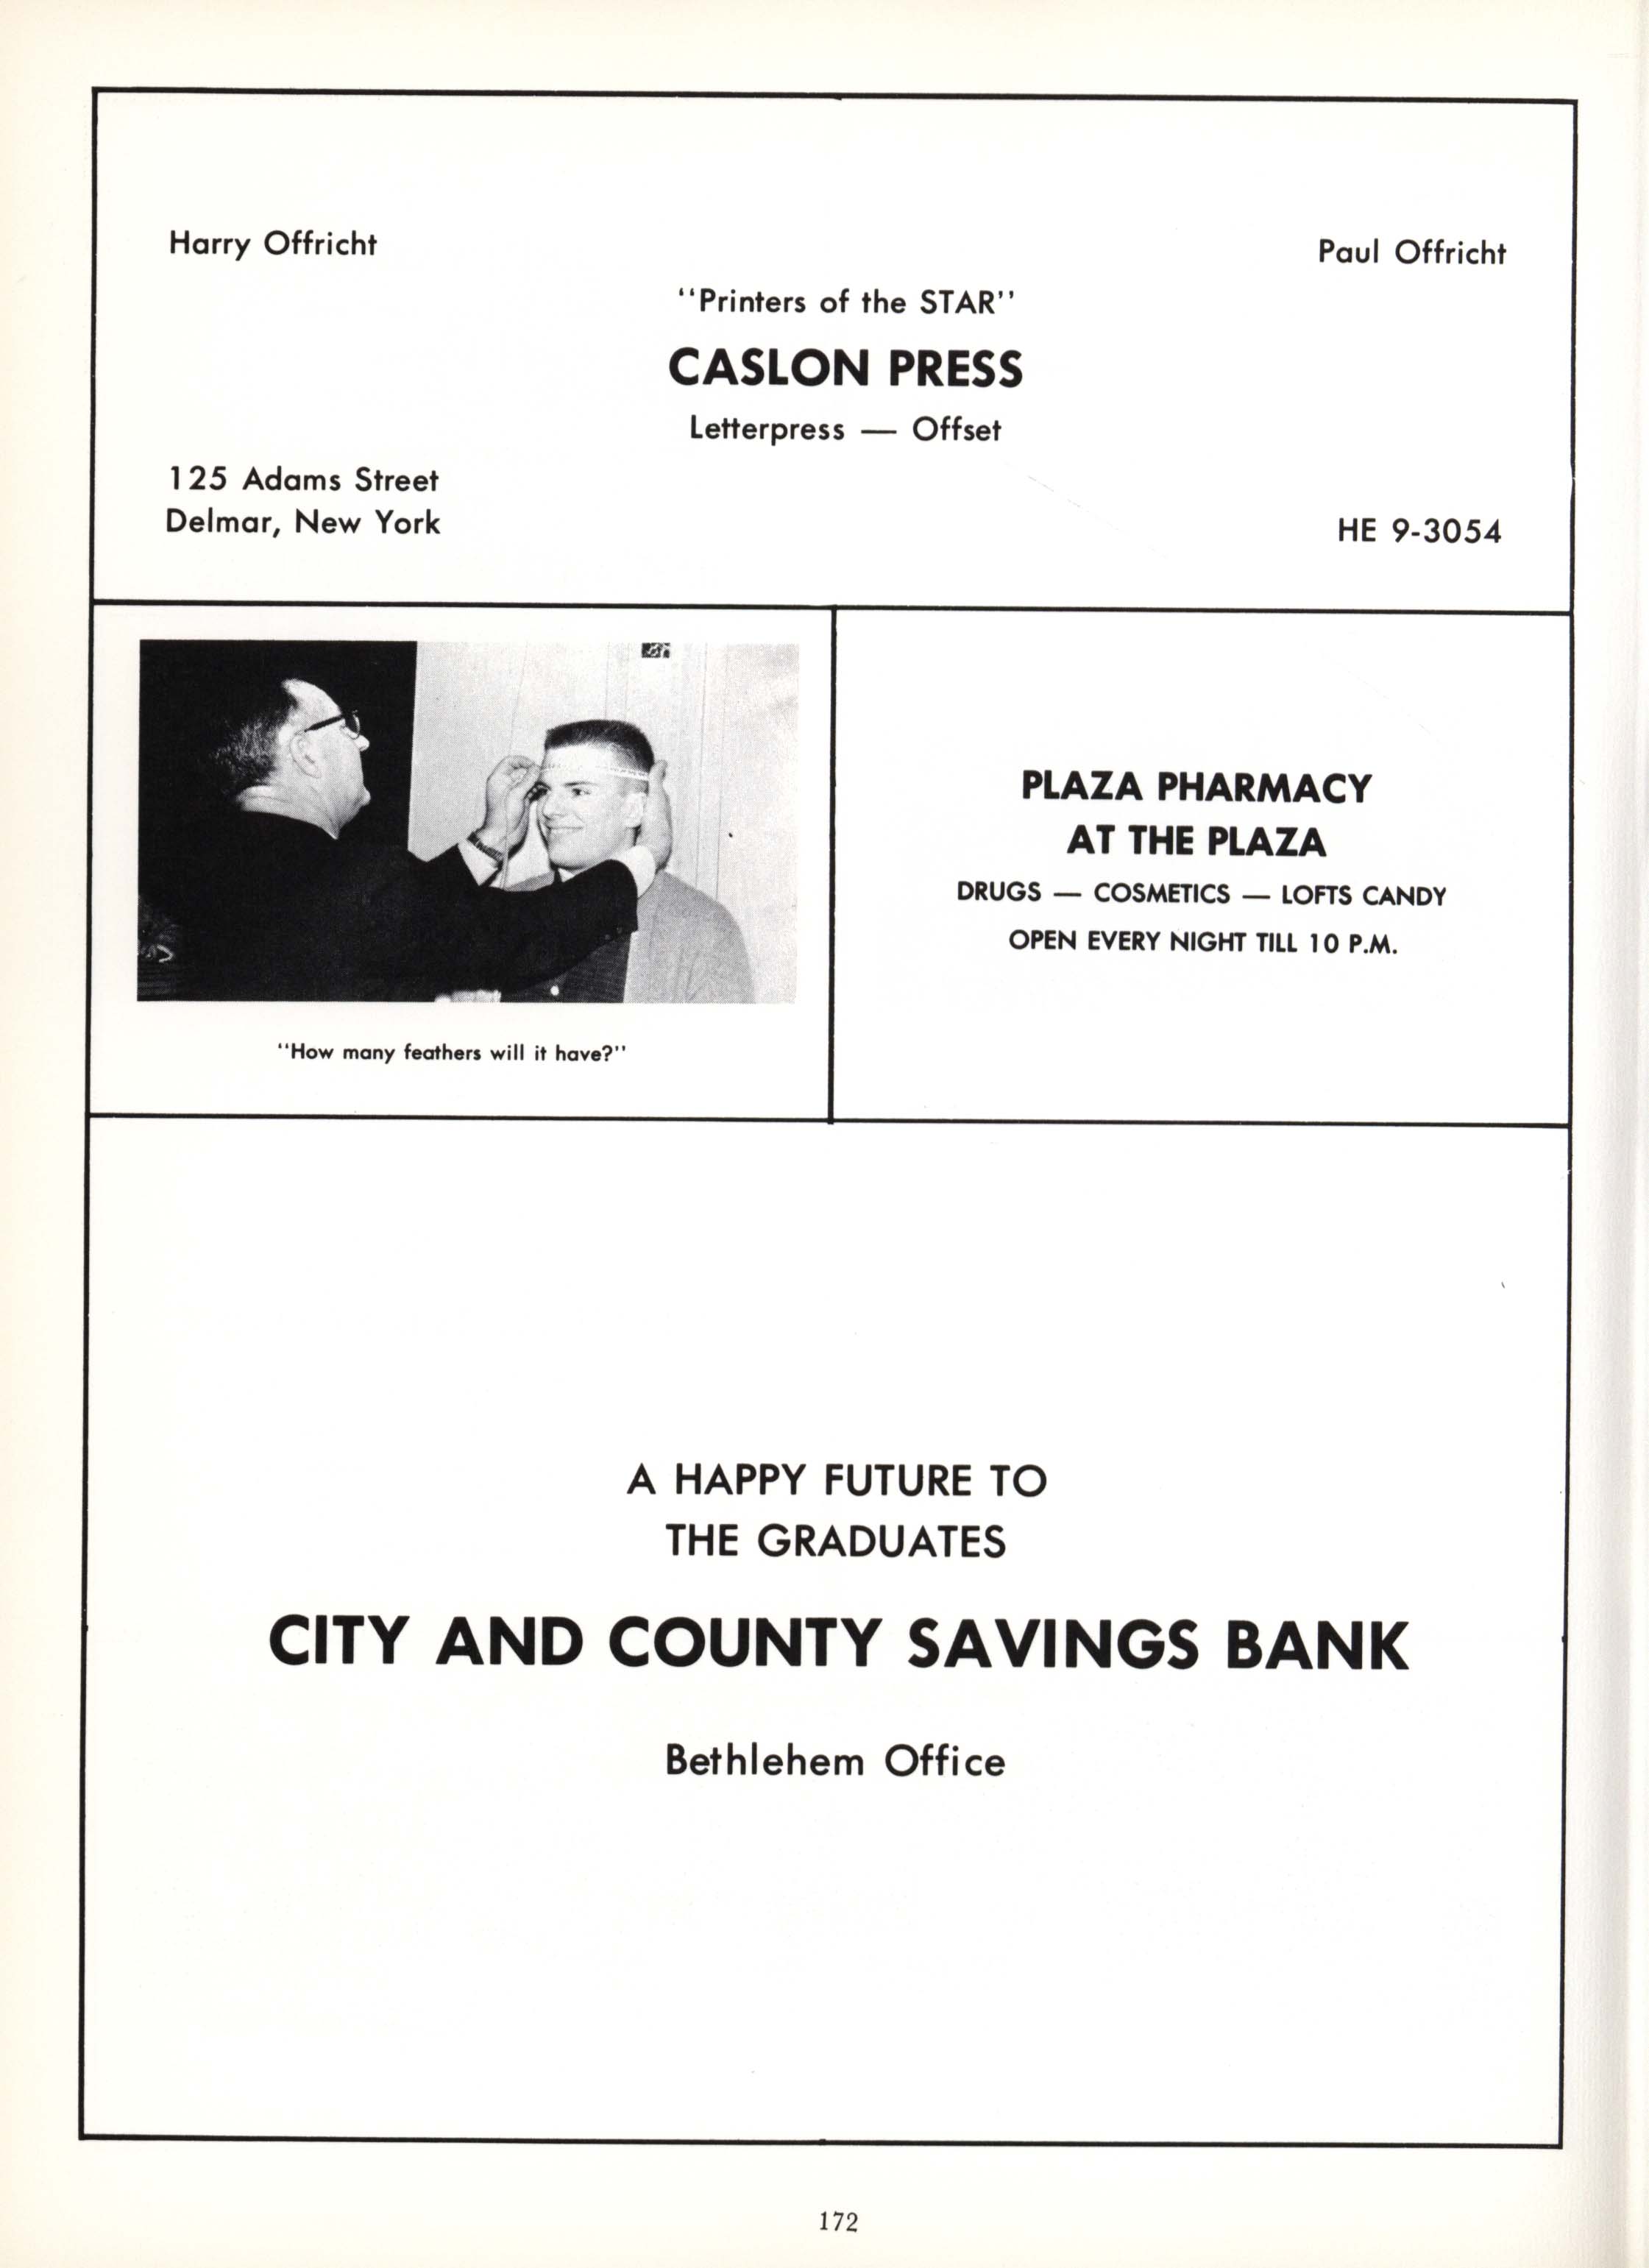 Harry Offricht
Paul Offricht
‘‘Printers of the STAR’’
CASLON PRESS
Letterpress — Offset
125 Adams Street
Delmar, New York
HE 9-3054
‘‘How many feathers will it have?’’
PLAZA PHARMACY
AT THE PLAZA
DRUGS — COSMETICS — LOFTS CANDY
OPEN EVERY NIGHT TILL 10 P.M.
A HAPPY FUTURE TO
THE GRADUATES
CITY AND COUNTY SAVINGS BANK
Bethlehem Office
172